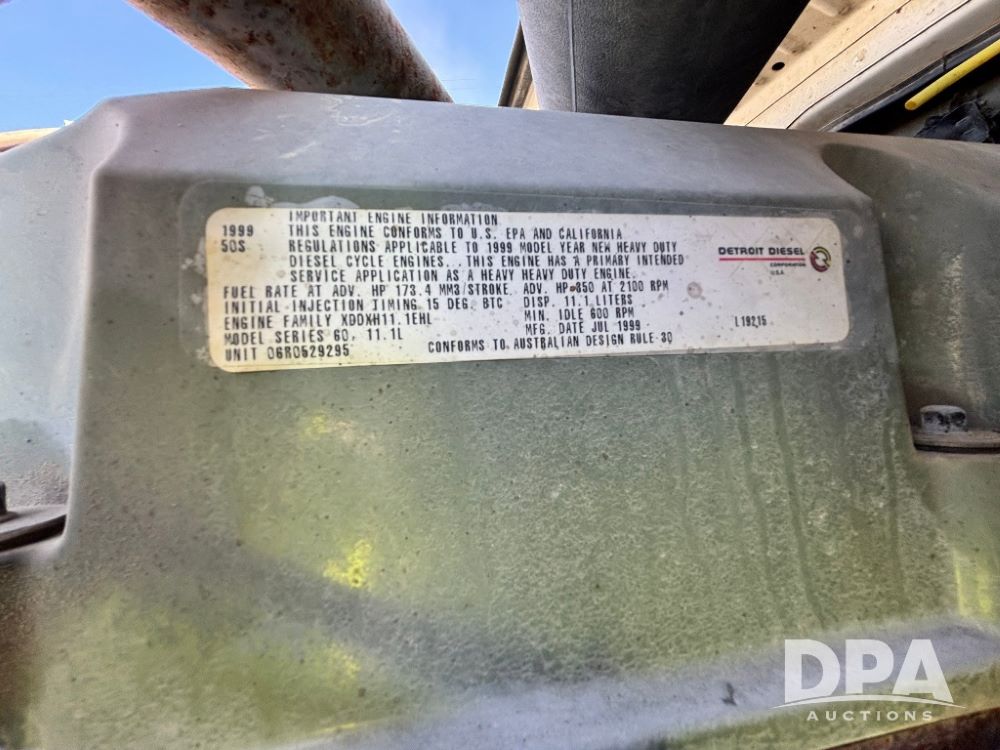 IMPORTANT ENGINE INFORMATION
1999 THIS ENGINE CONFORMS TO U.S. EPA AND CALIFORNIA
50S REGULATIONS APPLICABLE TO 1999 MODEL YEAR NEW HEAVY DUTY
DIESEL CYCLE ENGINES... THIS ENGINE HAS A PRIMARY INTENDED
SERVICE APPLICATION AS A HEAVY HEAVY DUTY ENGINE.
FUEL RATE AT ADV. HP 173.4 MM3/STROKE. ADV. HP 350 AT 2100 RPM
INITIAL INJECTION TIMING 15 DEG. BTC DISP. 11.1 LITERS
ENGINE FAMILY XDDXH11.1EHL MIN. IDLE 600 RPM
MODEL SERIES 60, 11.1L MFG. DATE JUL 1999
UNIT 06R0529295 CONFORMS TO AUSTRALIAN DESIGN RULE 30
DETROIT DIESEL
CORPORATION
U.S.A
L19215
DPA
AUCTIONS